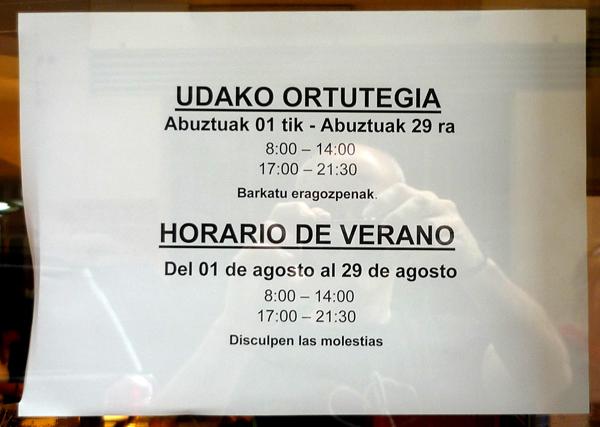 UDAKO ORTUTEGIA
Abuztuak 01 tik - Abuztuak 29 ra
8:00 – 14:00
17:00 – 21:30
Barkatu eragozpenak.
HORARIO DE VERANO
Del 01 de agosto al 29 de agosto
8:00 – 14:00
17:00 – 21:30
Disculpen las molestias